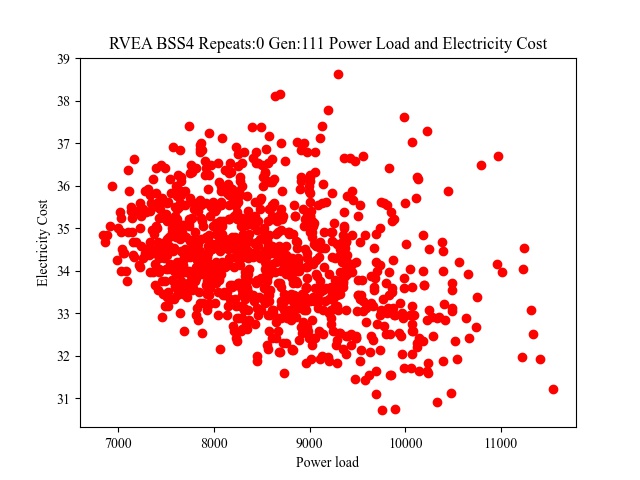 RVEA BSS4 Repeats:0 Gen:111 Power Load and Electricity Cost
39
38
37
36
35
34
33
32
31
Electricity Cost
7000 8000 9000 10000 11000
Power load